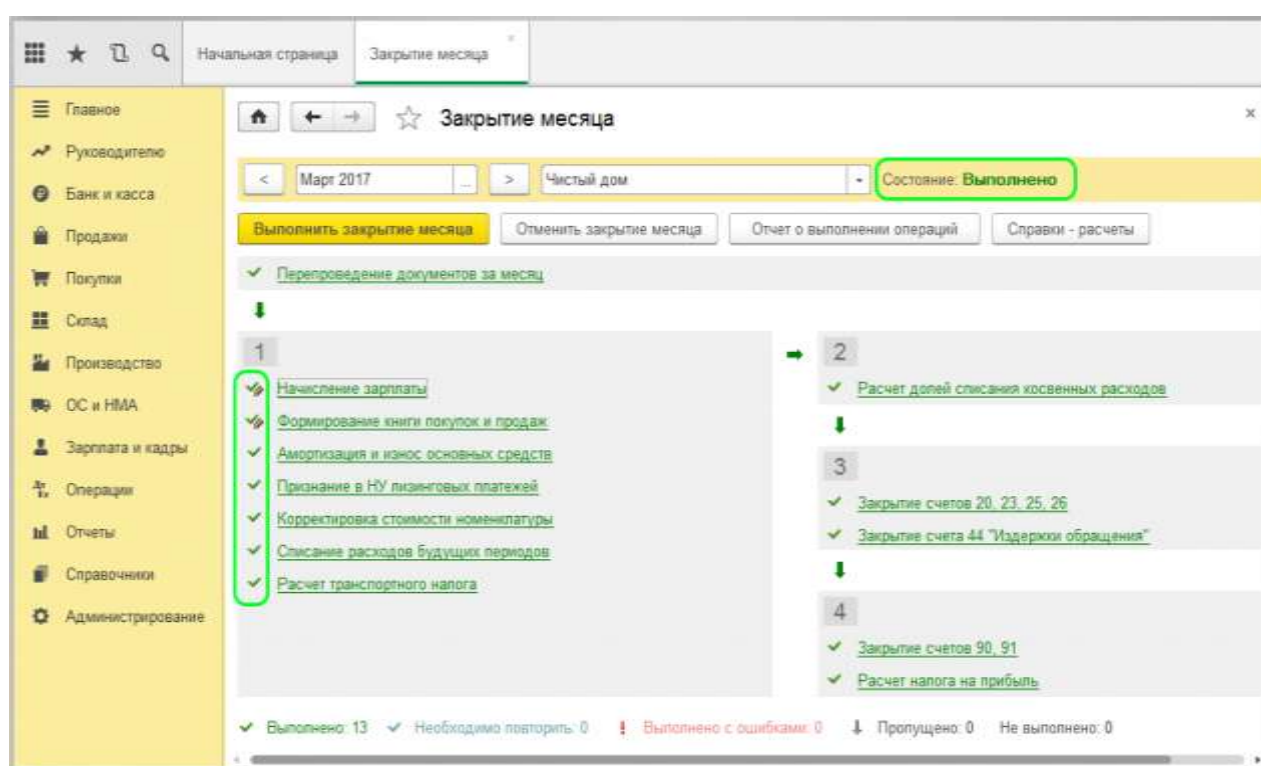 Начальная страница
Закрытие месяца
Главное
Руководителю
Банк и касса
Продажи
Покупки
Склад
Производство
ОС и НМА
Зарплата и кадры
Операции
Отчеты
Справочники
Администрирование
Закрытие месяца
< Март 2017 ... > Чистый дом Состояние: Выполнено
Выполнить закрытие месяца Отменить закрытие месяца Отчет о выполнении операций Справки - расчеты
Перепроведение документов за месяц
1
Начисление зарплаты
Формирование книги покупок и продаж
Амортизация и износ основных средств
Признание в НУ лизинговых платежей
Корректировка стоимости номенклатуры
Списание расходов будущих периодов
Расчет транспортного налога
2
Расчет долей списания косвенных расходов
3
Закрытие счетов 20, 23, 25, 26
Закрытие счета 44 "Издержки обращения"
4
Закрытие счетов 90, 91
Расчет налога на прибыль
Выполнено: 13 Необходимо повторить: 0 Выполнено с ошибками: 0 Пропущено: 0 Не выполнено: 0